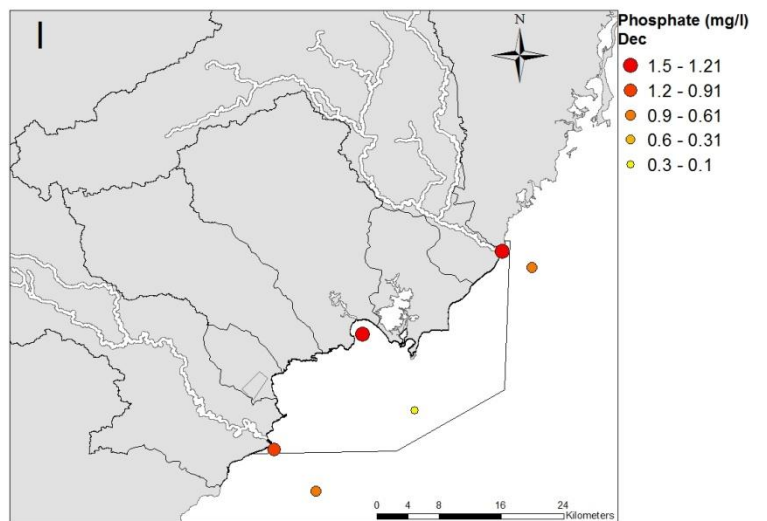 I
N
Phosphate (mg/l)
Dec
1.5 - 1.21
1.2 - 0.91
0.9 - 0.61
0.6 - 0.31
0.3 - 0.1
0 4 8 16 24
Kilometers